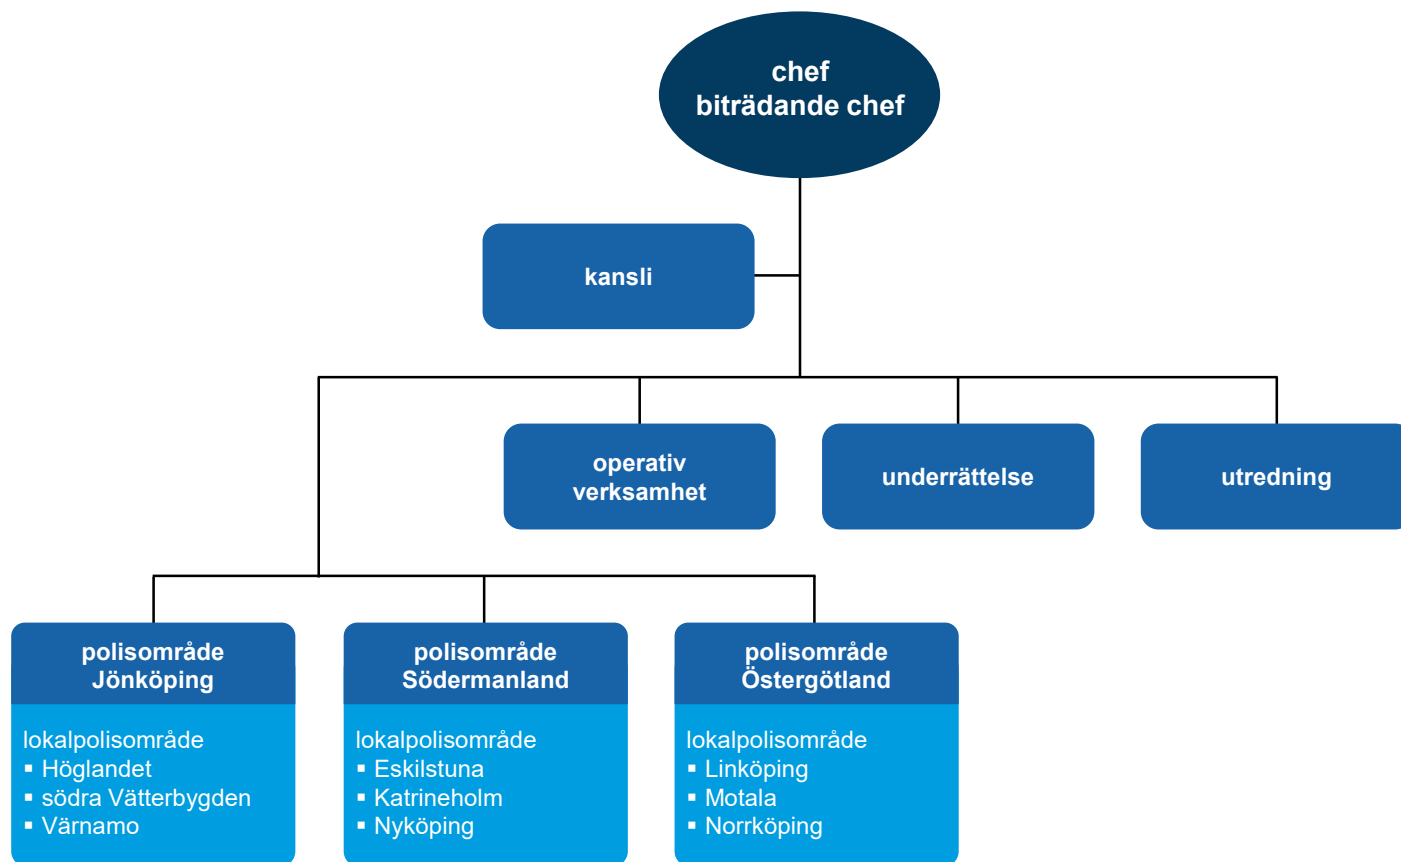 chef
biträdande chef
kansli
operativ
verksamhet
underrättelse
utredning
polisområde
Jönköping
lokalpolisområde
▪ Höglandet
▪ södra Vätterbygden
▪ Värnamo
polisområde
Södermanland
lokalpolisområde
▪ Eskilstuna
▪ Katrineholm
▪ Nyköping
polisområde
Östergötland
lokalpolisområde
▪ Linköping
▪ Motala
▪ Norrköping